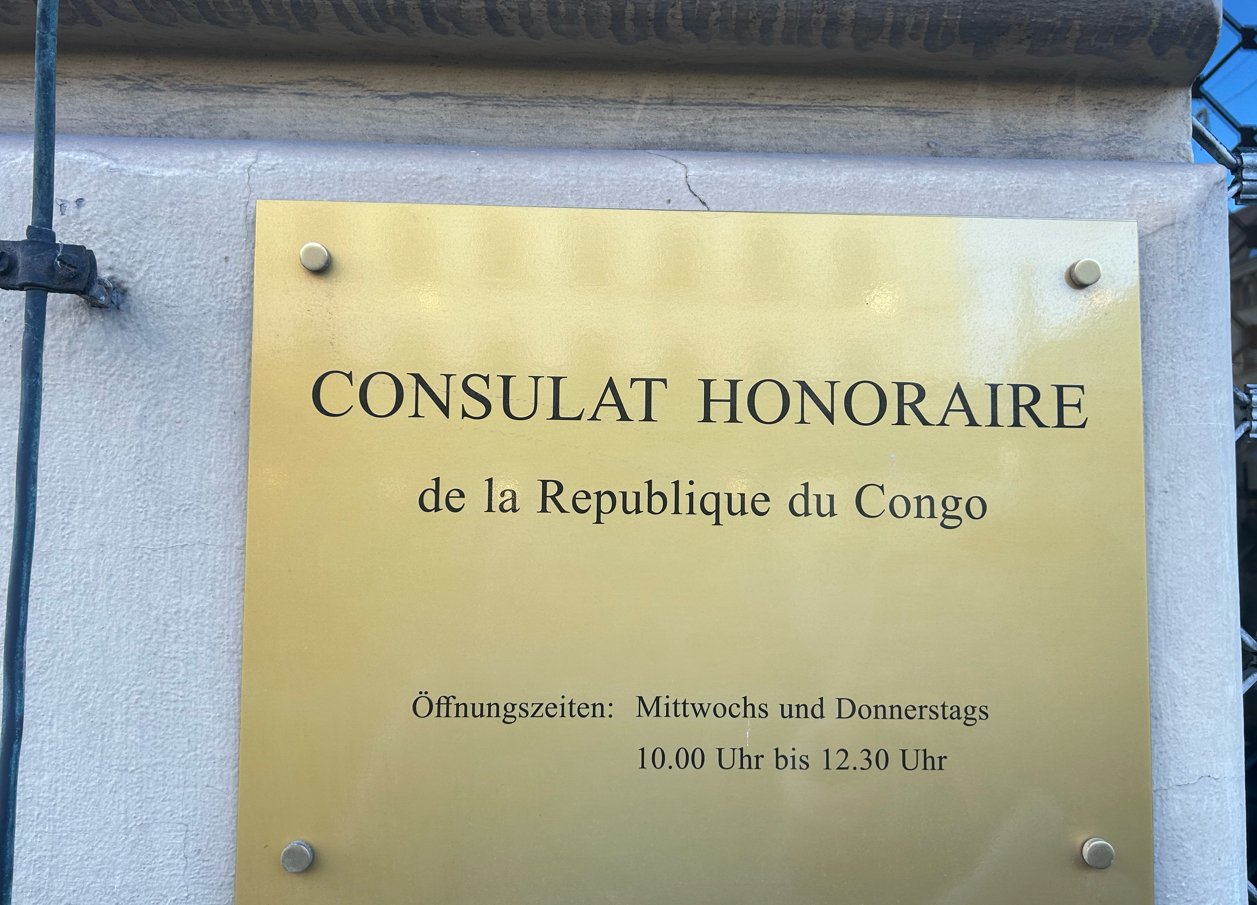 CONSULAT HONORAIRE
de la Republique du Congo
Öffnungszeiten: Mittwochs und Donnerstags
10.00 Uhr bis 12.30 Uhr